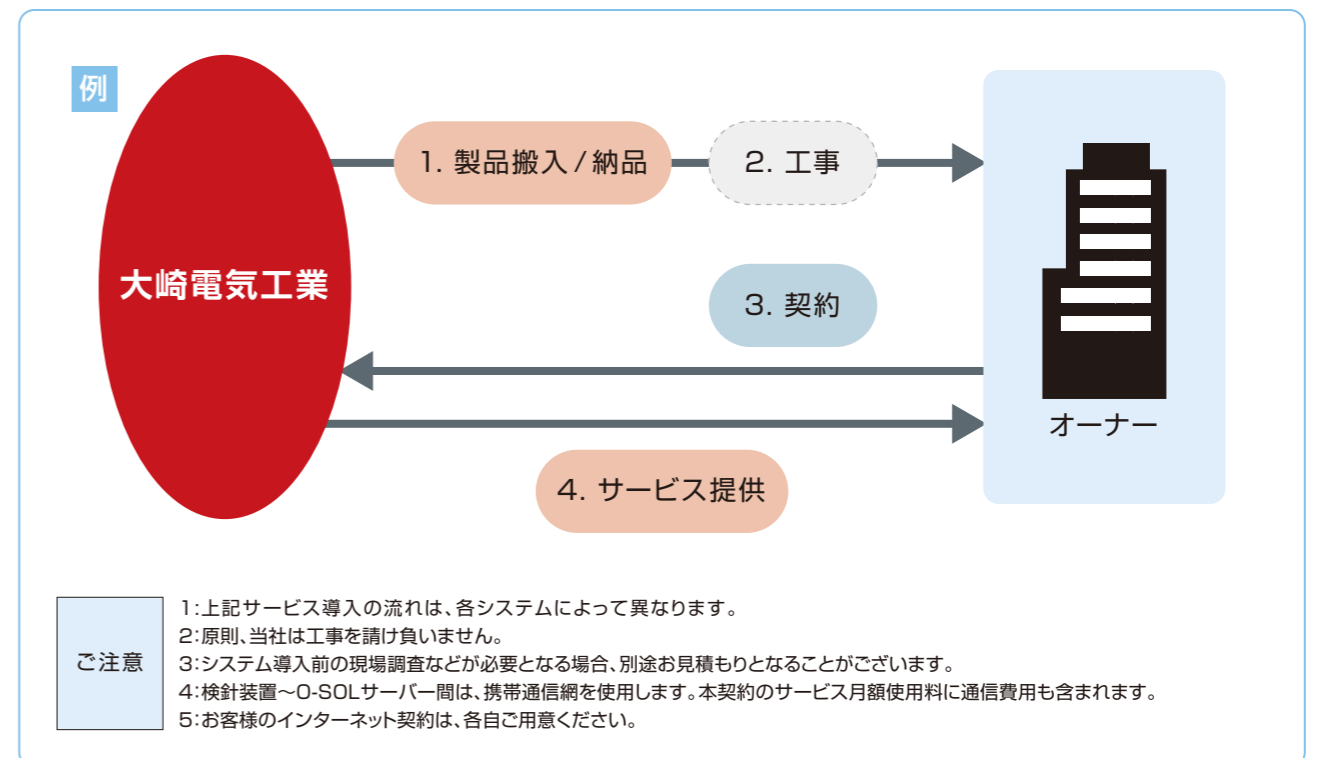 例
1. 製品搬入/納品
2. 工事
大崎電気工業
3. 契約
オーナー
4. サービス提供
ご注意
1:上記サービス導入の流れは、各システムによって異なります。
2:原則、当社は工事を請け負いません。
3:システム導入前の現場調査などが必要となる場合、別途お見積もりとなることがございます。
4:検針装置~O-SOLサーバー間は、携帯通信網を使用します。本契約のサービス月額使用料に通信費用も含まれます。
5:お客様のインターネット契約は、各自ご用意ください。